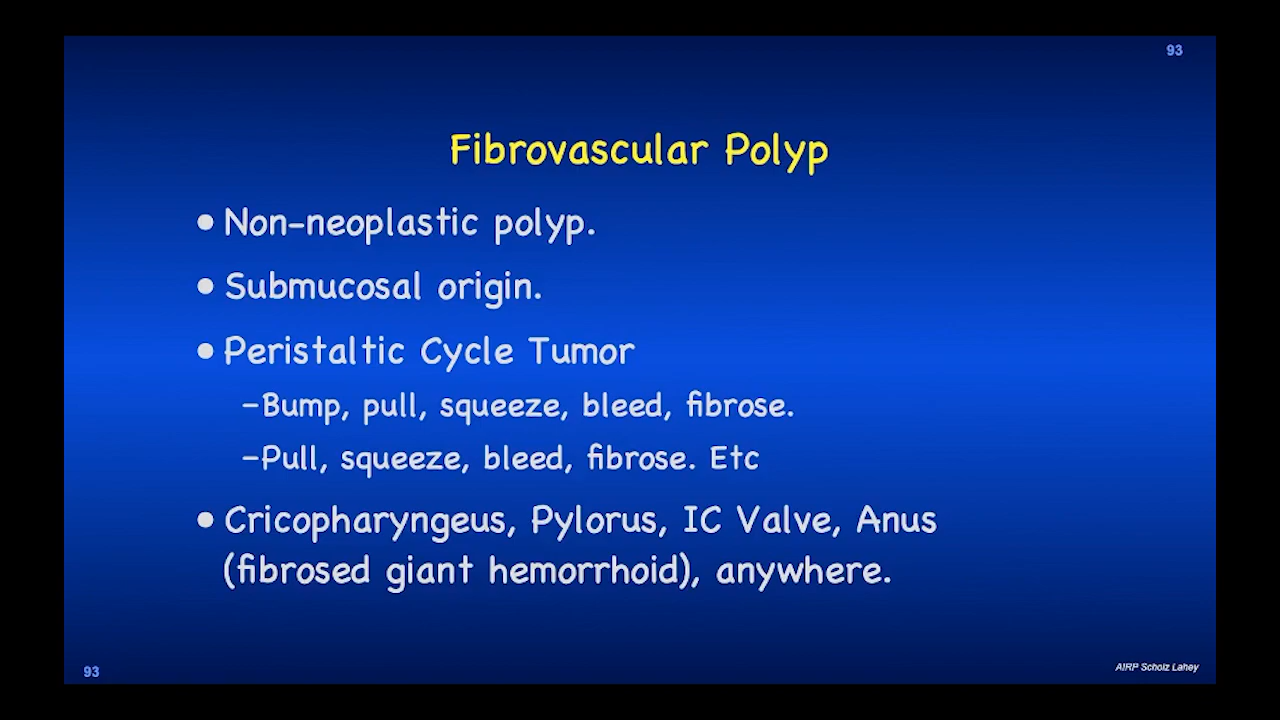 93
Fibrovascular Polyp
• Non-neoplastic polyp.
• Submucosal origin.
• Peristaltic Cycle Tumor
–Bump, pull, squeeze, bleed, fibrose.
–Pull, squeeze, bleed, fibrose. Etc
• Cricopharyngeus, Pylorus, IC Valve, Anus
(fibrosed giant hemorrhoid), anywhere.
93
AIRP Scholz Lahey